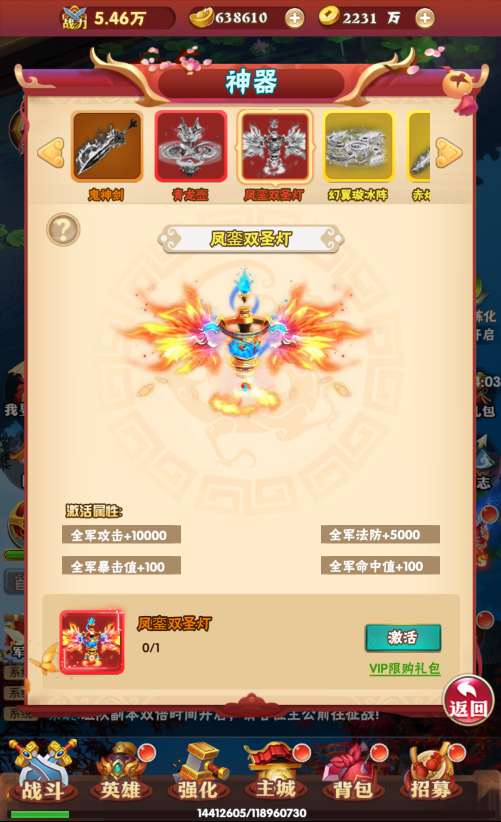 战力 5.46万 638610 2231 万
神器
鬼神剑 青龙壶 凤銮双圣灯 幻翼璇冰阵
凤銮双圣灯
激活属性:
全军攻击+10000 全军法防+5000
全军暴击值+100 全军命中值+100
凤銮双圣灯
0/1
激活
VIP限购礼包
返回
战斗 英雄 强化 主城 背包 招募
14412605/118960730